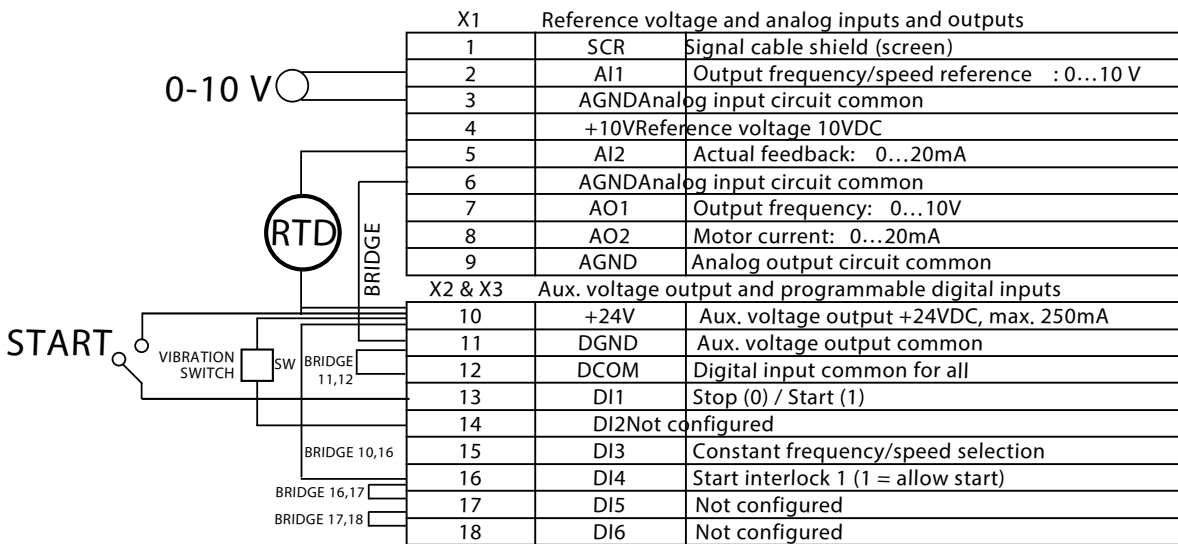 X1 Reference voltage and analog inputs and outputs
1 SCR Signal cable shield (screen)
0-10 V 2 AI1 Output frequency/speed reference : 0...10 V
3 AGNDAnalog input circuit common
4 +10VReference voltage 10VDC
5 AI2 Actual feedback: 0...20mA
6 AGNDAnalog input circuit common
7 AO1 Output frequency: 0...10V
RTD 8 AO2 Motor current: 0...20mA
BRIDGE
9 AGND Analog output circuit common
X2 & X3 Aux. voltage output and programmable digital inputs
10 +24V Aux. voltage output +24VDC, max. 250mA
START 11 DGND Aux. voltage output common
VIBRATION SWITCH SW BRIDGE 11,12
12 DCOM Digital input common for all
13 DI1 Stop (0) / Start (1)
14 DI2Not configured
BRIDGE 10,16 15 DI3 Constant frequency/speed selection
16 DI4 Start interlock 1 (1 = allow start)
BRIDGE 16,17
17 DI5 Not configured
BRIDGE 17,18
18 DI6 Not configured